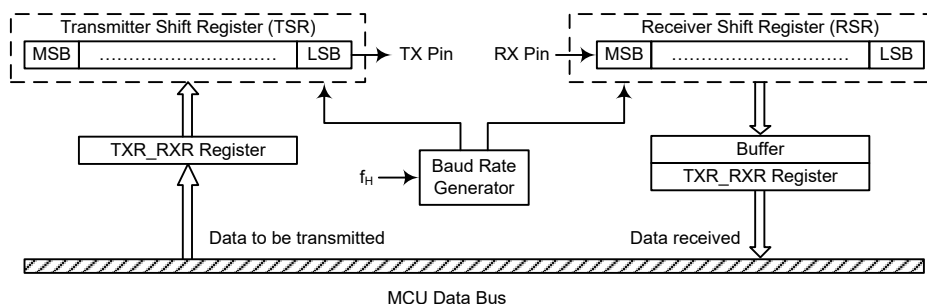 Transmitter Shift Register (TSR)
MSB ............................. LSB
TX Pin
RX Pin
Receiver Shift Register (RSR)
MSB ............................. LSB
TXR_RXR Register
Baud Rate
Generator
fH
Buffer
TXR_RXR Register
Data to be transmitted
Data received
MCU Data Bus